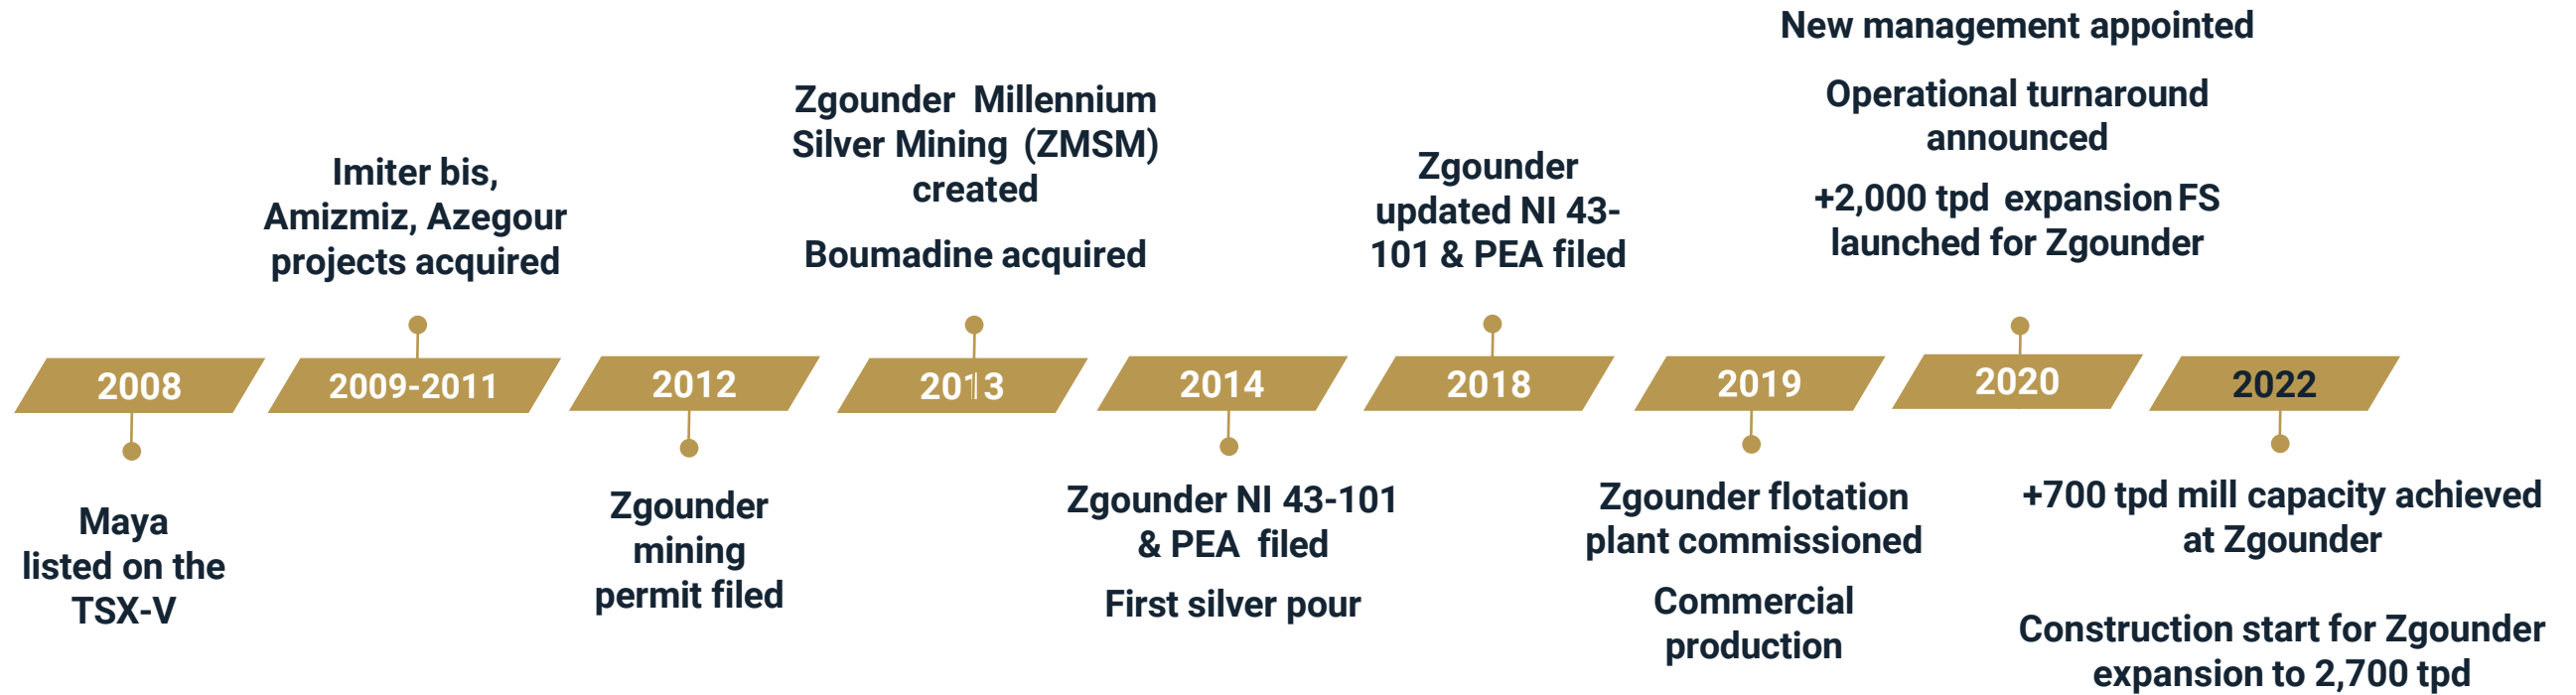 New management appointed
Operational turnaround
announced
+2,000 tpd expansion FS
launched for Zgounder
Zgounder Millennium
Silver Mining (ZMSM)
created
Boumadine acquired
Zgounder
updated NI 43-
101 & PEA filed
Imiter bis,
Amizmiz, Azegour
projects acquired
2008
2009-2011
2012
2013
2014
2018
2019
2020
2022
Maya
listed on the
TSX-V
Zgounder
mining
permit filed
Zgounder NI 43-101
& PEA filed
First silver pour
Zgounder flotation
plant commissioned
Commercial
production
+700 tpd mill capacity achieved
at Zgounder
Construction start for Zgounder
expansion to 2,700 tpd